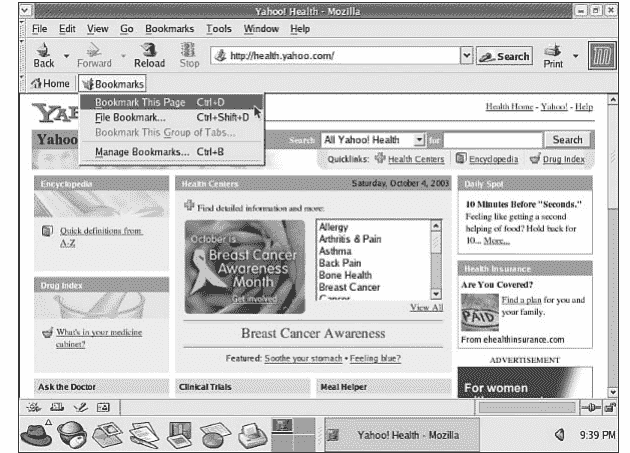 Yahoo! Health - Mozilla
File Edit View Go Bookmarks Tools Window Help
Back Forward Reload Stop http://health.yahoo.com/ Search Print
Home Bookmarks
Bookmark This Page Ctrl+D
File Bookmark... Ctrl+Shift+D
Bookmark This Group of Tabs...
Manage Bookmarks... Ctrl+B
Health Home - Yahoo! - Help
Yahoo
Search All Yahoo! Health for Search
Quicklinks: Health Centers Encyclopedia Drug Index
Encyclopedia
Quick definitions from
A-Z
Drug Index
What's in your medicine
cabinet?
Health Centers Saturday, October 4, 2003
Find detailed information and more:
October is
Breast Cancer
Awareness
Month
Get involved
Allergy
Arthritis & Pain
Asthma
Back Pain
Bone Health
Breast Cancer
Cancer
View All
Breast Cancer Awareness
Featured: Soothe your stomach • Feeling blue?
Daily Spot
10 Minutes Before "Seconds."
Feeling like getting a second
helping of food? Hold back for
10... More...
Health Insurance
Are You Covered?
PAID
Find a plan for you and
your family.
From ehealthinsurance.com
ADVERTISEMENT
For women
Ask the Doctor Clinical Trials Meal Helper
Yahoo! Health - Mozilla 9:39 PM